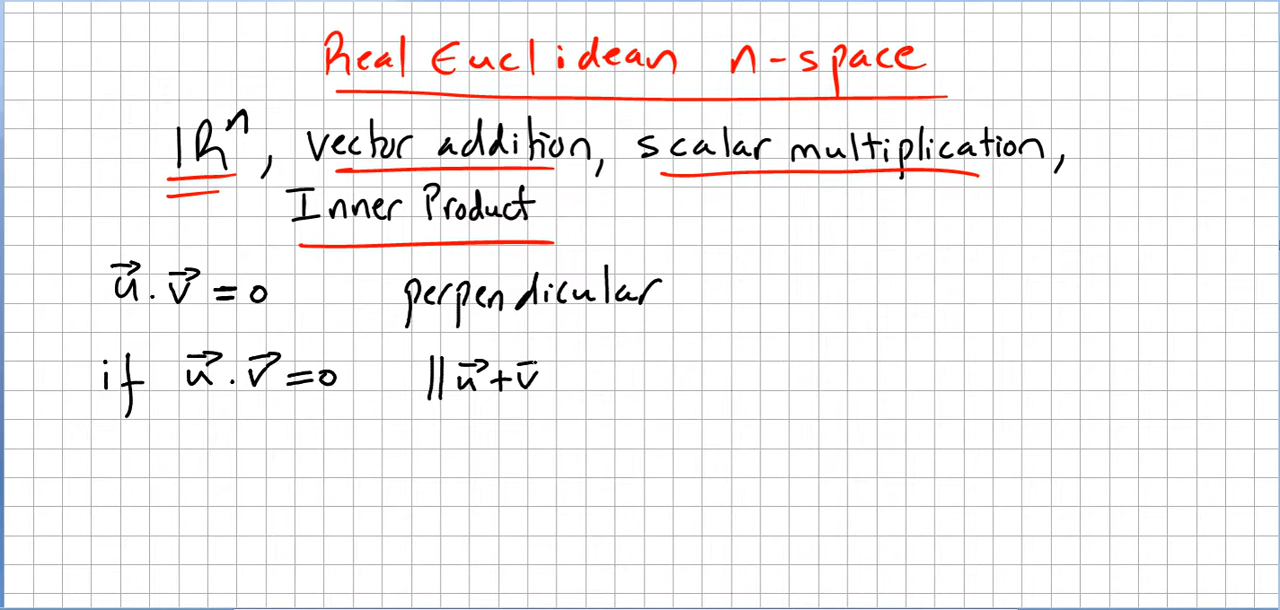 Real Euclidean n-space
ℝⁿ, vector addition, scalar multiplication,
Inner Product
u⃗ . v⃗ = 0 perpendicular
if u⃗ . v⃗ = 0 ‖ u⃗ + v̄